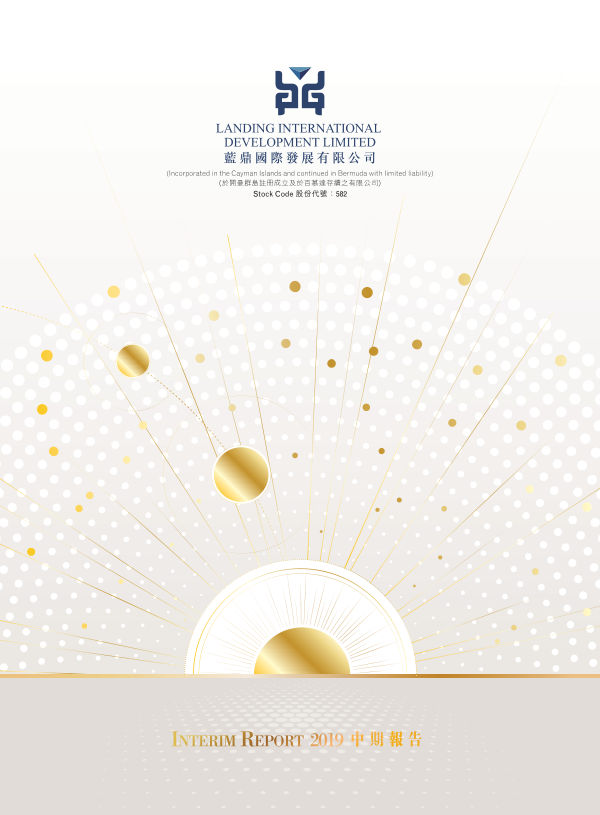 LANDING INTERNATIONAL
DEVELOPMENT LIMITED
藍鼎國際發展有限公司
(Incorporated in the Cayman Islands and continued in Bermuda with limited liability)
(於開曼群島註冊成立及於百慕達存續之有限公司)
Stock Code 股份代號：582
INTERIM REPORT 2019 中期報告